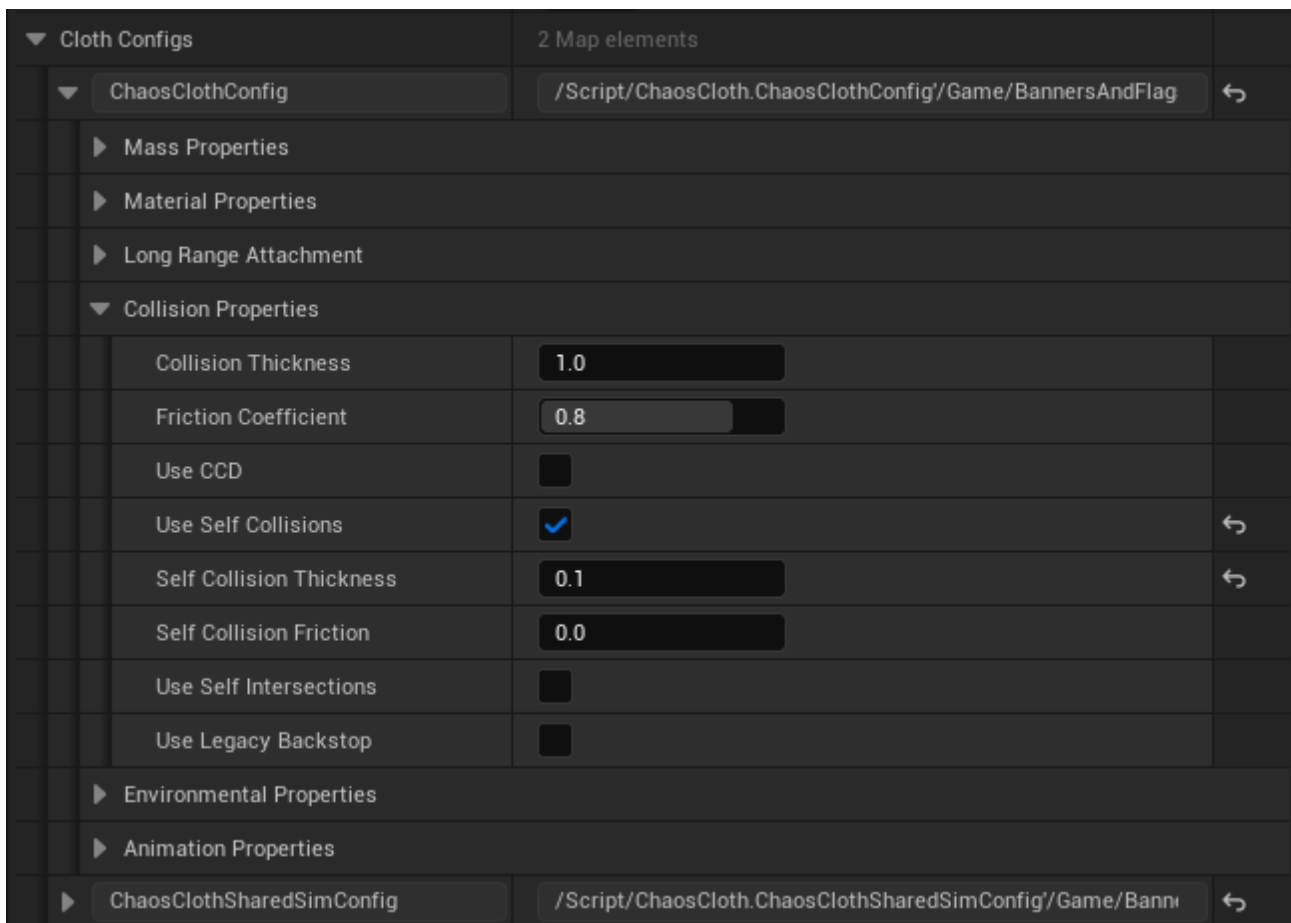 Cloth Configs 2 Map elements
ChaosClothConfig /Script/ChaosCloth.ChaosClothConfig'/Game/BannersAndFlag
Mass Properties
Material Properties
Long Range Attachment
Collision Properties
Collision Thickness 1.0
Friction Coefficient 0.8
Use CCD
Use Self Collisions
Self Collision Thickness 0.1
Self Collision Friction 0.0
Use Self Intersections
Use Legacy Backstop
Environmental Properties
Animation Properties
ChaosClothSharedSimConfig /Script/ChaosCloth.ChaosClothSharedSimConfig'/Game/Bann